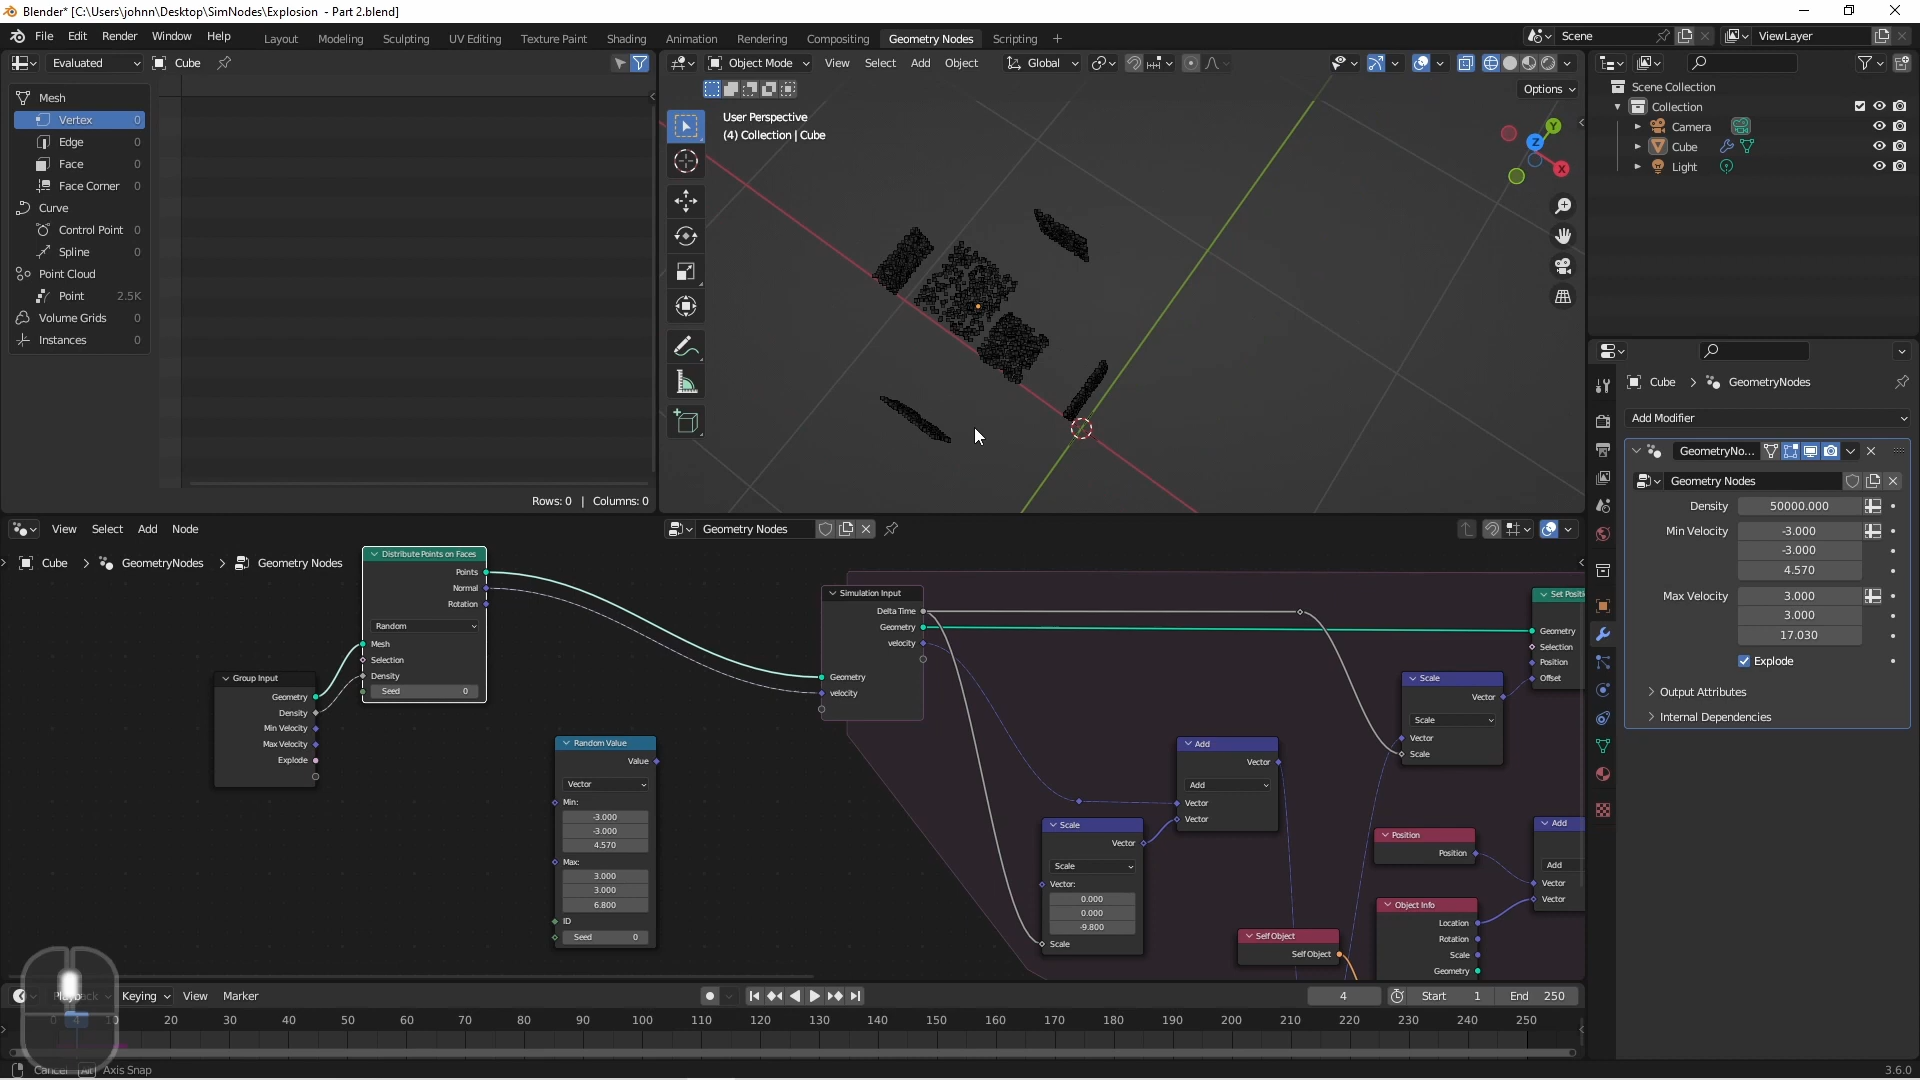 Blender* [C:\Users\johnn\Desktop\SimNodes\Explosion - Part 2.blend]
File Edit Render Window Help
Layout Modeling Sculpting UV Editing Texture Paint Shading Animation Rendering Compositing Geometry Nodes Scripting +
Scene
ViewLayer
Evaluated
Cube
Mesh
Vertex 0
Edge 0
Face 0
Face Corner 0
Curve
Control Point 0
Spline 0
Point Cloud
Point 2.5K
Volume Grids 0
Instances 0
Rows: 0 | Columns: 0
Object Mode View Select Add Object
Global
Options
User Perspective
(4) Collection | Cube
Y
Z
X
Scene Collection
Collection
Camera
Cube
Light
Cube > GeometryNodes
Add Modifier
GeometryNo...
Geometry Nodes
Density 50000.000
Min Velocity -3.000
-3.000
4.570
Max Velocity 3.000
3.000
17.030
Explode
Output Attributes
Internal Dependencies
View Select Add Node
Geometry Nodes
Cube > GeometryNodes > Geometry Nodes
Distribute Points on Faces
Points
Normal
Rotation
Random
Mesh
Selection
Density
Seed 0
Group Input
Geometry
Density
Min Velocity
Max Velocity
Explode
Random Value
Value
Vector
Min:
-3.000
-3.000
4.570
Max:
3.000
3.000
6.800
ID
Seed 0
Simulation Input
Delta Time
Geometry
velocity
Geometry
velocity
Scale
Vector
Scale
Vector:
0.000
0.000
-9.800
Scale
Add
Vector
Add
Vector
Vector
Self Object
Self Object
Scale
Vector
Scale
Vector
Scale
Position
Position
Object Info
Location
Rotation
Scale
Geometry
Set Positi
Geometry
Selection
Position
Offset
Add
Add
Vector
Vector
Playback Keying View Marker
4
Start 1 End 250
0 4 10 20 30 40 50 60 70 80 90 100 110 120 130 140 150 160 170 180 190 200 210 220 230 240 250
Cancel Alt Axis Snap
3.6.0